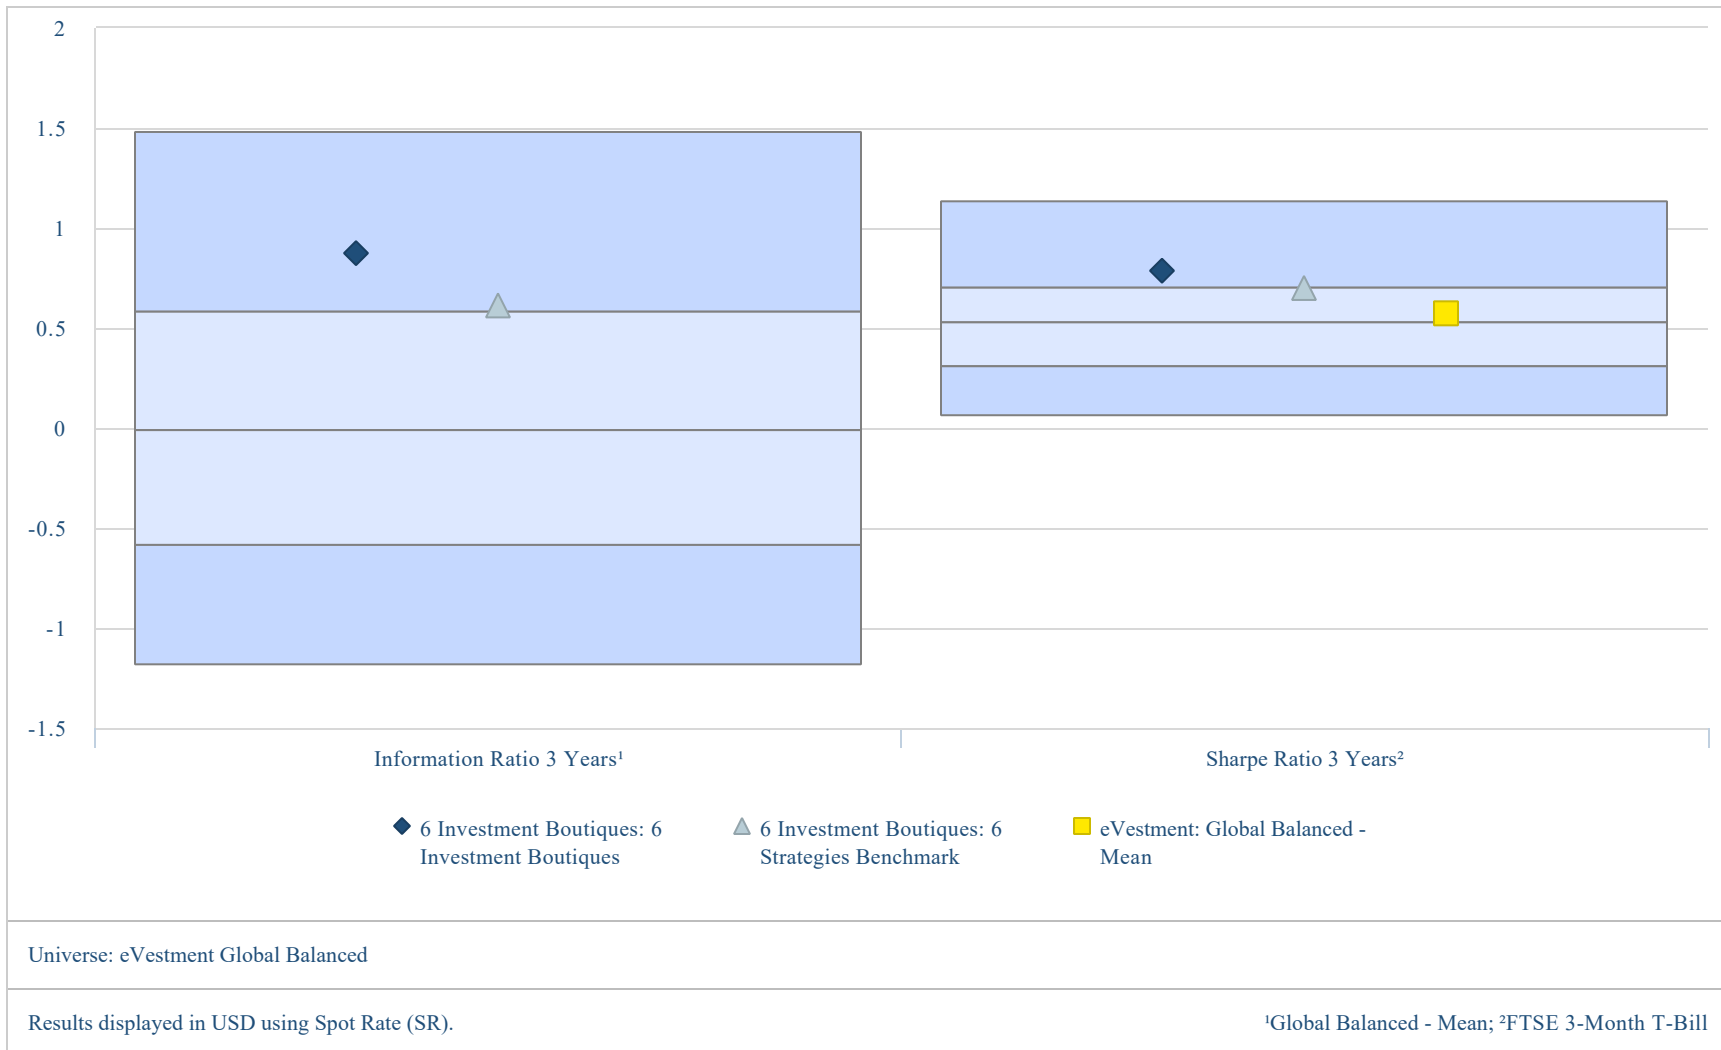 2
1.5
1
0.5
0
-0.5
-1
-1.5
Information Ratio 3 Years¹
Sharpe Ratio 3 Years²
6 Investment Boutiques: 6
Investment Boutiques
6 Investment Boutiques: 6
Strategies Benchmark
eVestment: Global Balanced -
Mean
Universe: eVestment Global Balanced
Results displayed in USD using Spot Rate (SR).
¹Global Balanced - Mean; ²FTSE 3-Month T-Bill